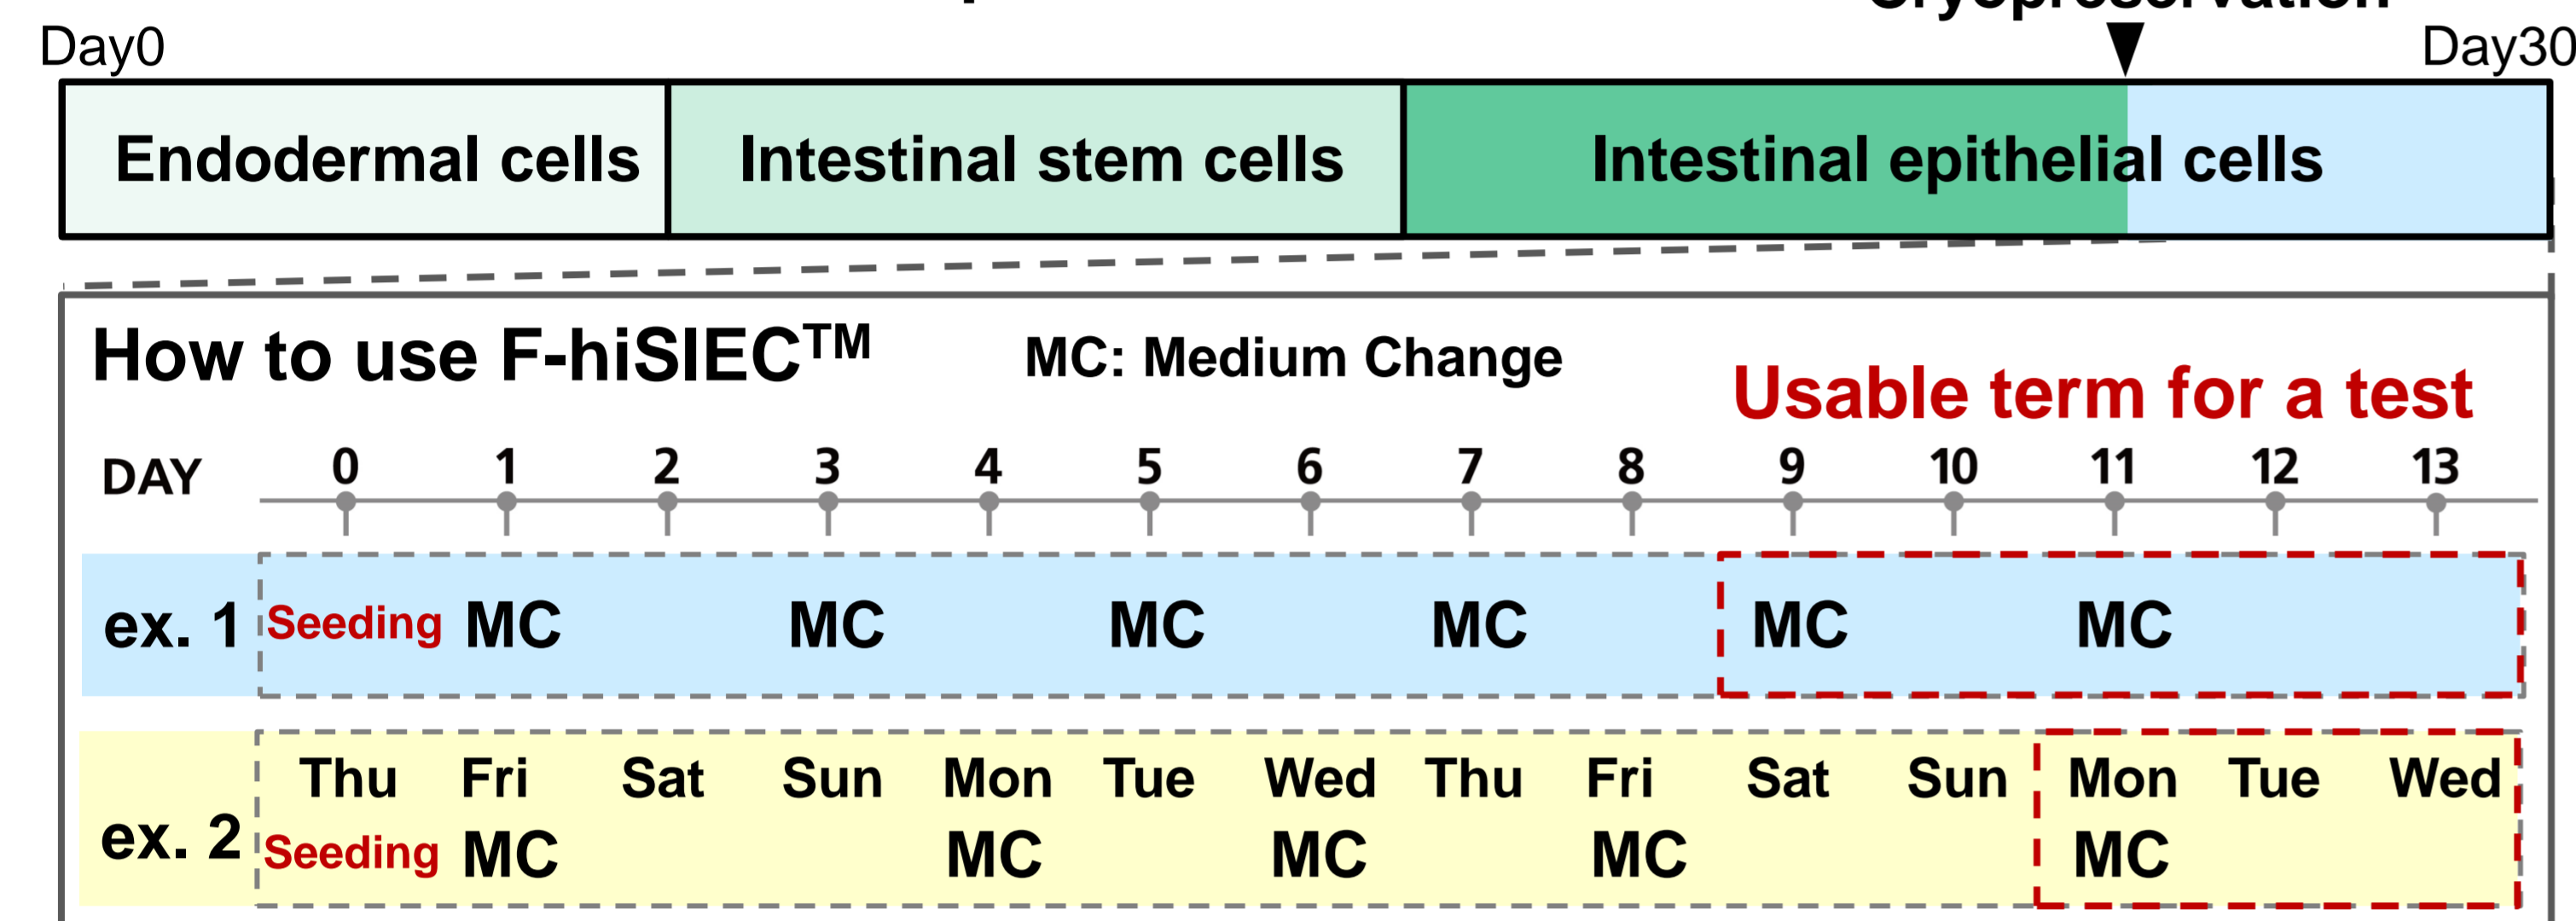 Cryopreservation
Day0 Day30
Endodermal cells Intestinal stem cells Intestinal epithelial cells
How to use F-hiSIEC™ MC: Medium Change
Usable term for a test
DAY 0 1 2 3 4 5 6 7 8 9 10 11 12 13
ex. 1 Seeding MC MC MC MC MC MC
Thu Fri Sat Sun Mon Tue Wed Thu Fri Sat Sun Mon Tue Wed
ex. 2 Seeding MC MC MC MC MC